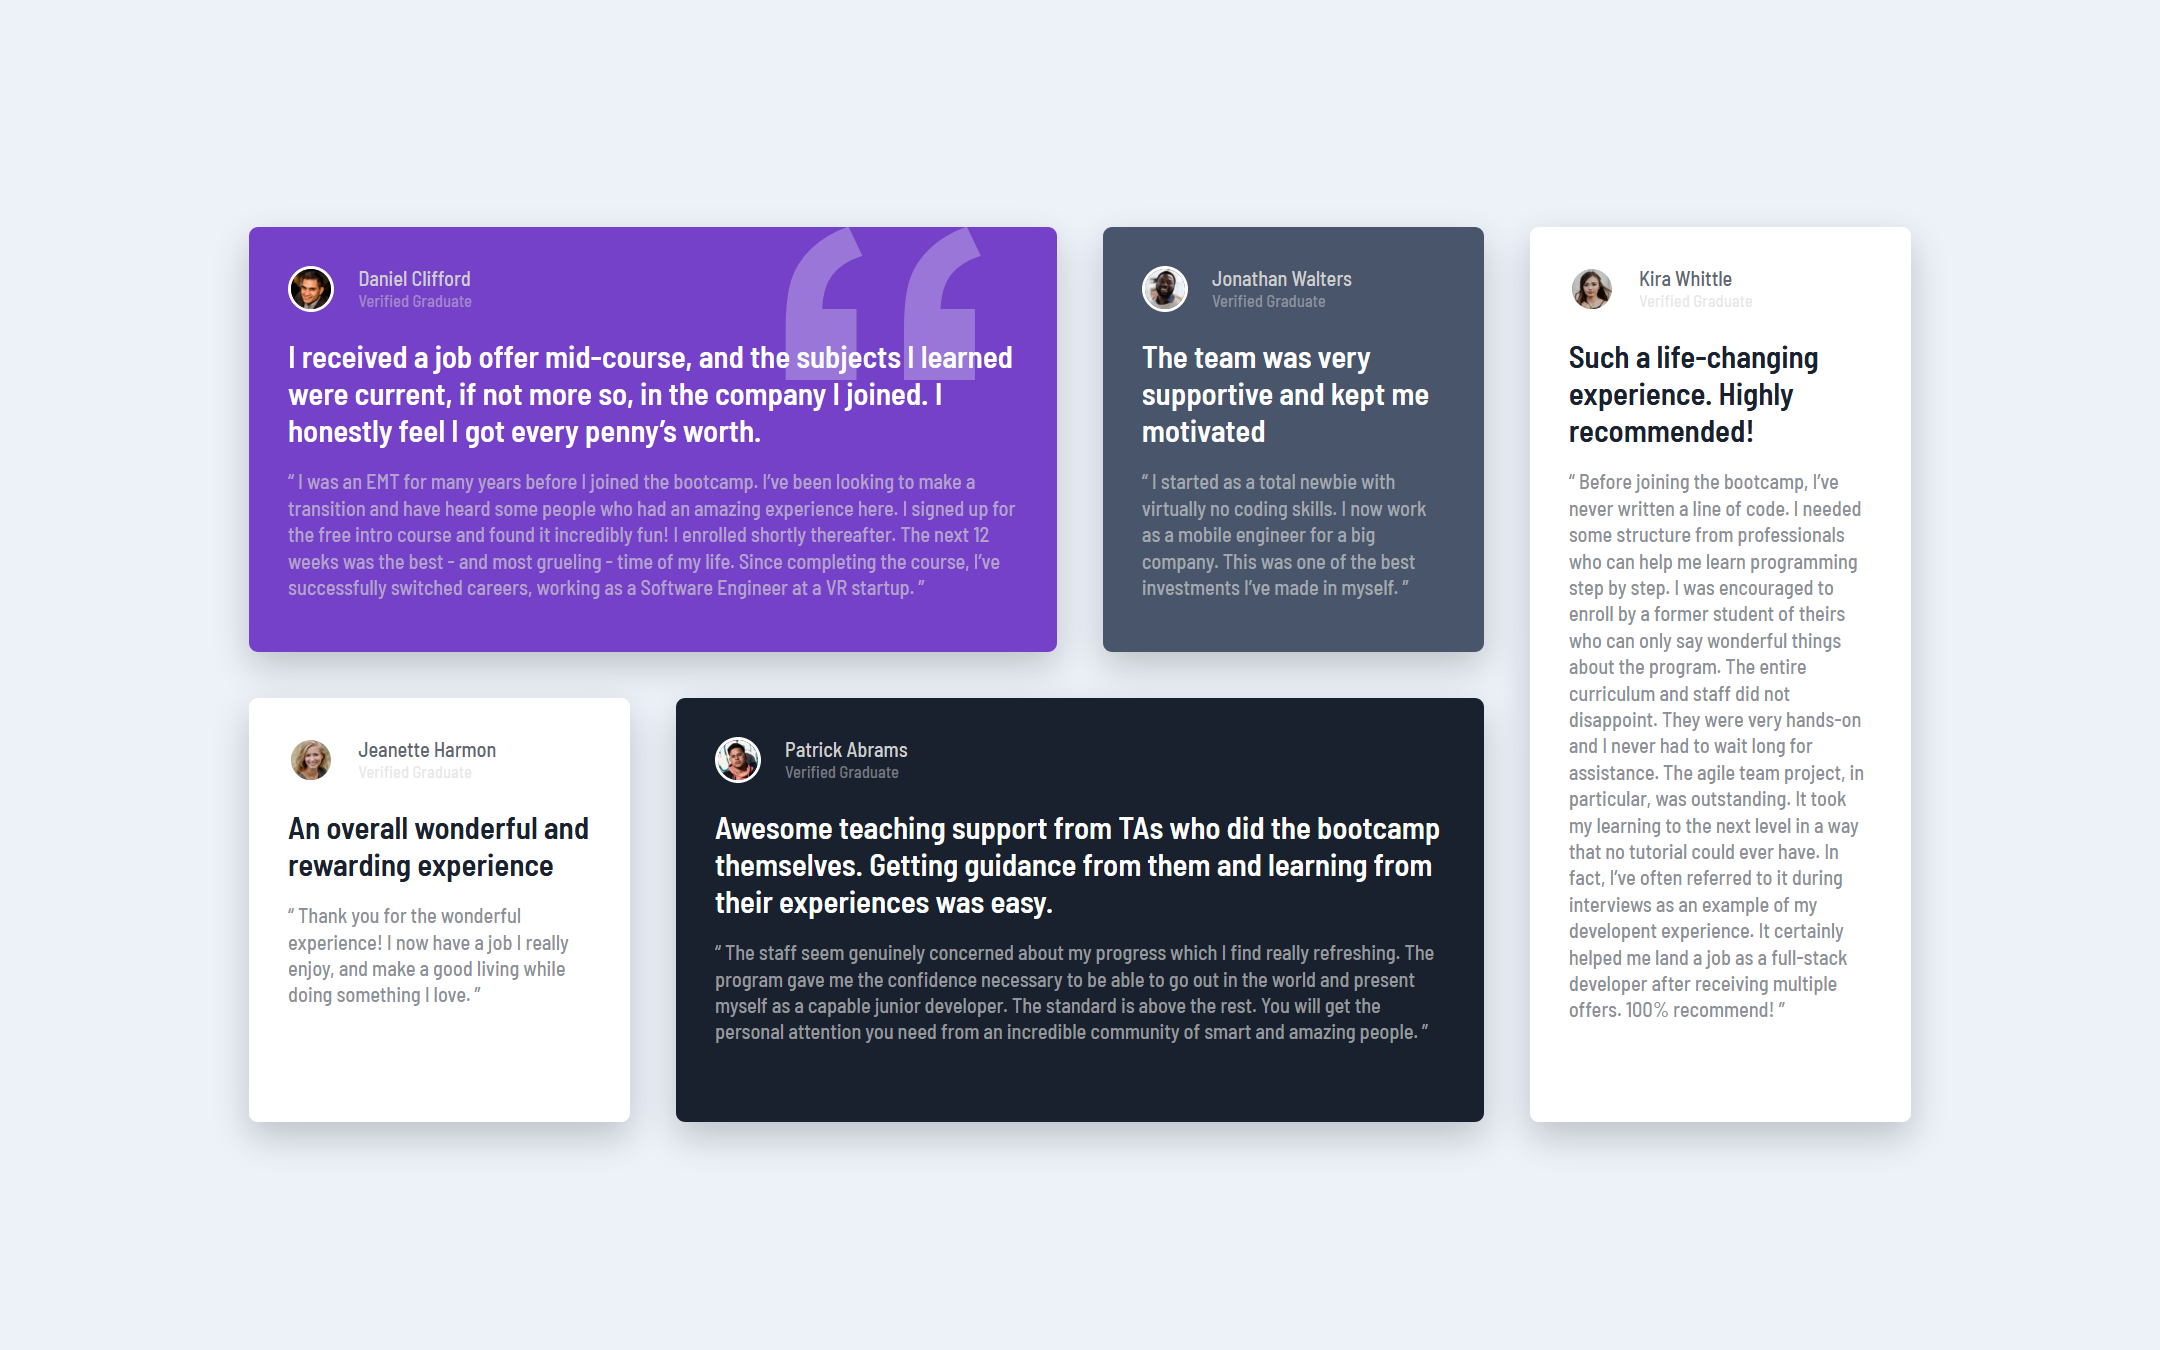 Daniel Clifford
Verified Graduate
I received a job offer mid-course, and the subjects I learned
were current, if not more so, in the company I joined. I
honestly feel I got every penny’s worth.
“ I was an EMT for many years before I joined the bootcamp. I’ve been looking to make a
transition and have heard some people who had an amazing experience here. I signed up for
the free intro course and found it incredibly fun! I enrolled shortly thereafter. The next 12
weeks was the best - and most grueling - time of my life. Since completing the course, I’ve
successfully switched careers, working as a Software Engineer at a VR startup. ”
Jonathan Walters
Verified Graduate
The team was very
supportive and kept me
motivated
“ I started as a total newbie with
virtually no coding skills. I now work
as a mobile engineer for a big
company. This was one of the best
investments I’ve made in myself. ”
Kira Whittle
Verified Graduate
Such a life-changing
experience. Highly
recommended!
“ Before joining the bootcamp, I’ve
never written a line of code. I needed
some structure from professionals
who can help me learn programming
step by step. I was encouraged to
enroll by a former student of theirs
who can only say wonderful things
about the program. The entire
curriculum and staff did not
disappoint. They were very hands-on
and I never had to wait long for
assistance. The agile team project, in
particular, was outstanding. It took
my learning to the next level in a way
that no tutorial could ever have. In
fact, I’ve often referred to it during
interviews as an example of my
developent experience. It certainly
helped me land a job as a full-stack
developer after receiving multiple
offers. 100% recommend! ”
Jeanette Harmon
Verified Graduate
An overall wonderful and
rewarding experience
“ Thank you for the wonderful
experience! I now have a job I really
enjoy, and make a good living while
doing something I love. ”
Patrick Abrams
Verified Graduate
Awesome teaching support from TAs who did the bootcamp
themselves. Getting guidance from them and learning from
their experiences was easy.
“ The staff seem genuinely concerned about my progress which I find really refreshing. The
program gave me the confidence necessary to be able to go out in the world and present
myself as a capable junior developer. The standard is above the rest. You will get the
personal attention you need from an incredible community of smart and amazing people. ”